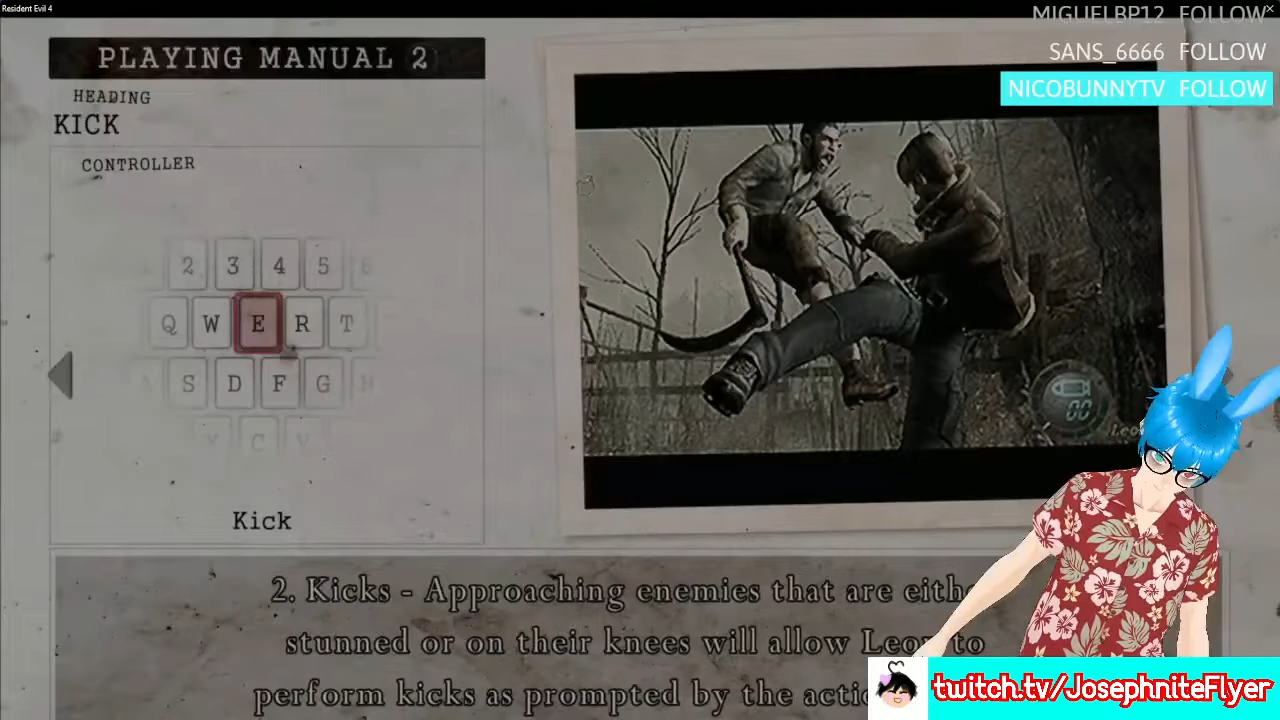 Resident Evil 4
MIGUELBP12 FOLLOW
SANS_6666 FOLLOW
NICOBUNNYTV FOLLOW
PLAYING MANUAL 2
HEADING
KICK
CONTROLLER
2 3 4 5 6
Q W E R T
S D F G H
C V
Kick
00
2. Kicks - Approaching enemies that are
stunned or on their knees will allow Leon to
perform kicks as prompted by the
twitch.tv/JosephniteFlyer